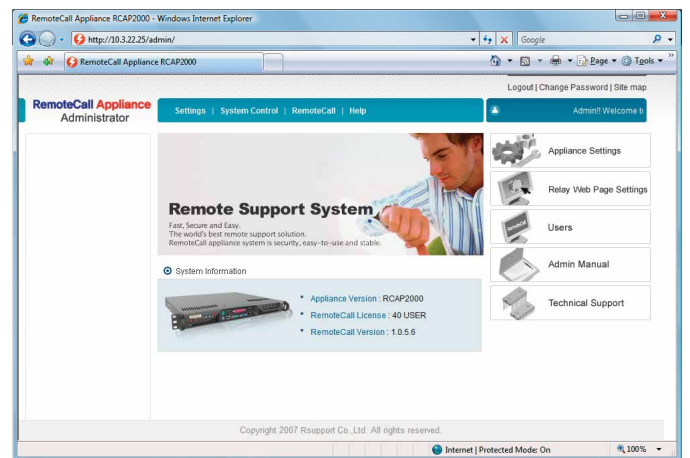 RemoteCall Appliance RCAP2000 - Windows Internet Explorer
http://10.3.22.25/admin/
Google
RemoteCall Appliance RCAP2000
Page
Tools
Logout | Change Password | Site map
RemoteCall Appliance
Administrator
Settings | System Control | RemoteCall | Help
Admin!! Welcome t
Appliance Settings
Relay Web Page Settings
Users
Admin Manual
Technical Support
Remote Support System
Fast, Secure and Easy.
The world's best remote support solution.
RemoteCall appliance system is security, easy-to-use and stable.
System Information
• Appliance Version : RCAP2000
• RemoteCall License : 40 USER
• RemoteCall Version : 1.0.5.6
Copyright 2007 Rsupport Co.,Ltd. All rights reserved.
Internet | Protected Mode: On
100%